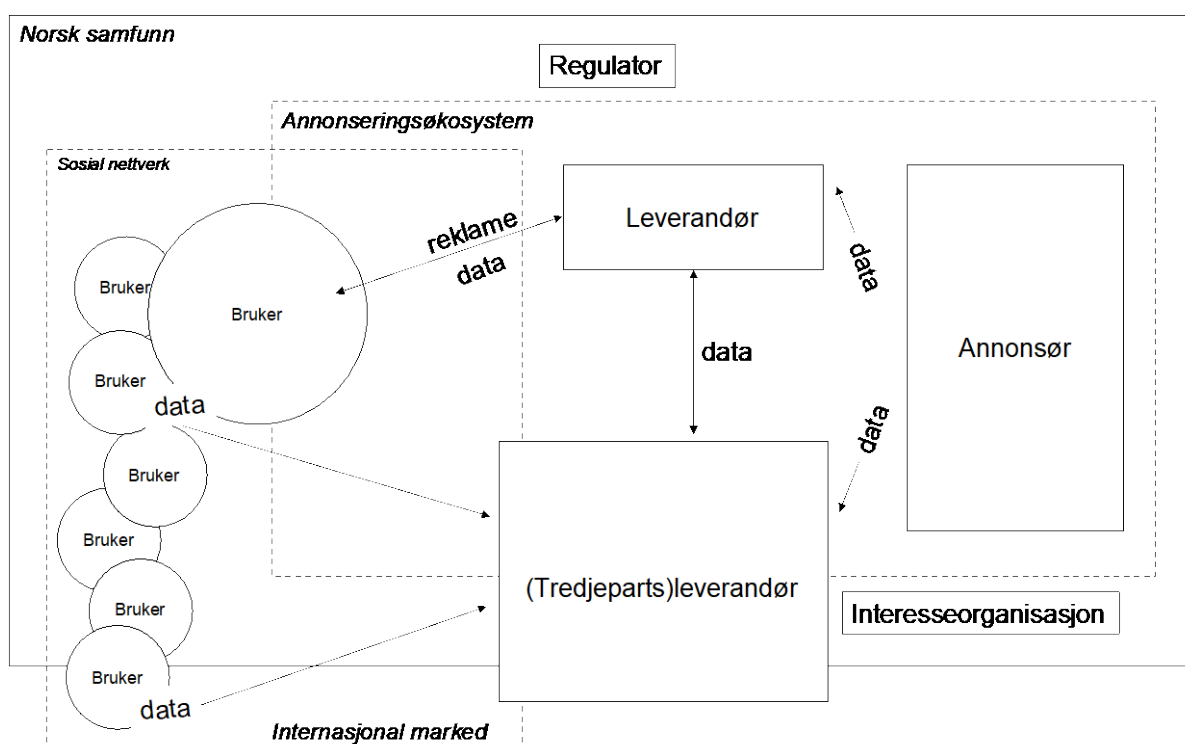 Norsk samfunn
Regulator
Annonseringsøkosystem
Sosial nettverk
Leverandør
Annonsør
reklame
data
data
data
data
Bruker
Bruker
Bruker
data
Bruker
Bruker
Bruker
Bruker
data
(Tredjeparts)leverandør
Interesseorganisasjon
Internasjonal marked